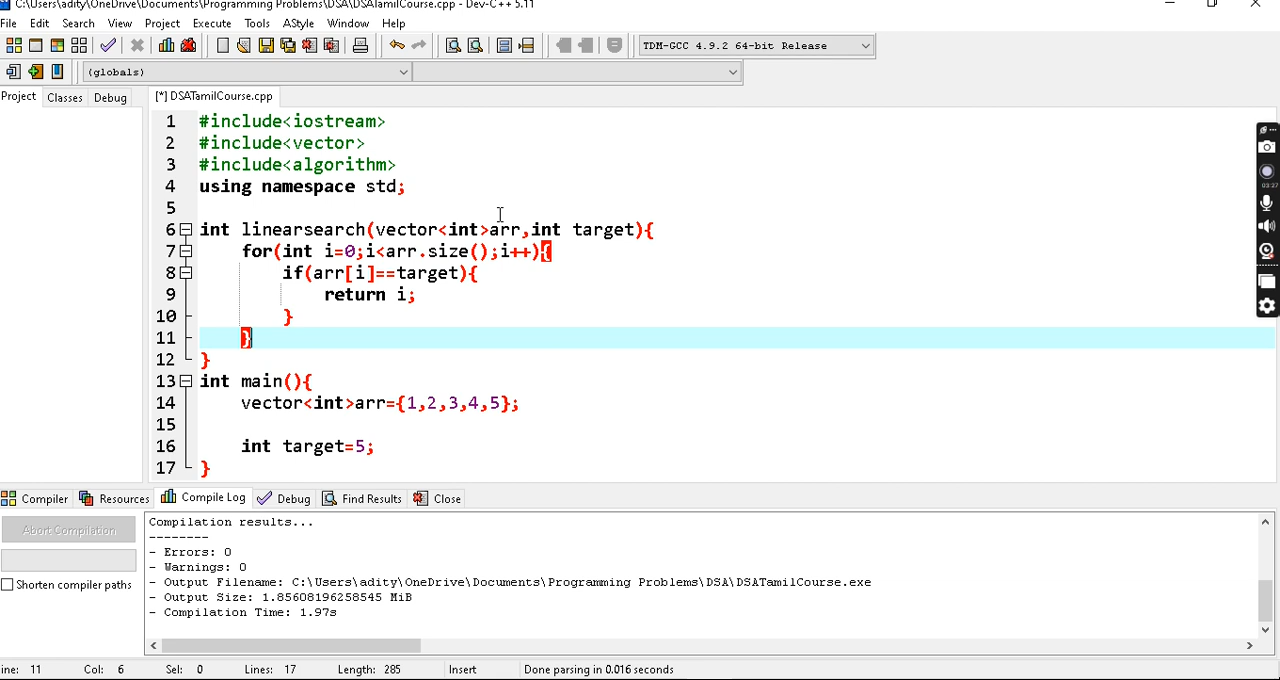 C:\Users\adity\OneDrive\Documents\Programming Problems\DSA\DSATamilCourse.cpp - Dev-C++ 5.11
File Edit Search View Project Execute Tools AStyle Window Help
TDM-GCC 4.9.2 64-bit Release
(globals)
Project Classes Debug [*] DSATamilCourse.cpp
1 #include<iostream>
2 #include<vector>
3 #include<algorithm>
4 using namespace std;
5
6 int linearsearch(vector<int>arr,int target){
7 for(int i=0;i<arr.size();i++){
8 if(arr[i]==target){
9 return i;
10 }
11 }
12 }
13 int main(){
14 vector<int>arr={1,2,3,4,5};
15
16 int target=5;
17 }
03:27
Compiler Resources Compile Log Debug Find Results Close
Abort Compilation
Shorten compiler paths
Compilation results...
--------
- Errors: 0
- Warnings: 0
- Output Filename: C:\Users\adity\OneDrive\Documents\Programming Problems\DSA\DSATamilCourse.exe
- Output Size: 1.85608196258545 MiB
- Compilation Time: 1.97s
ine: 11 Col: 6 Sel: 0 Lines: 17 Length: 285 Insert Done parsing in 0.016 seconds